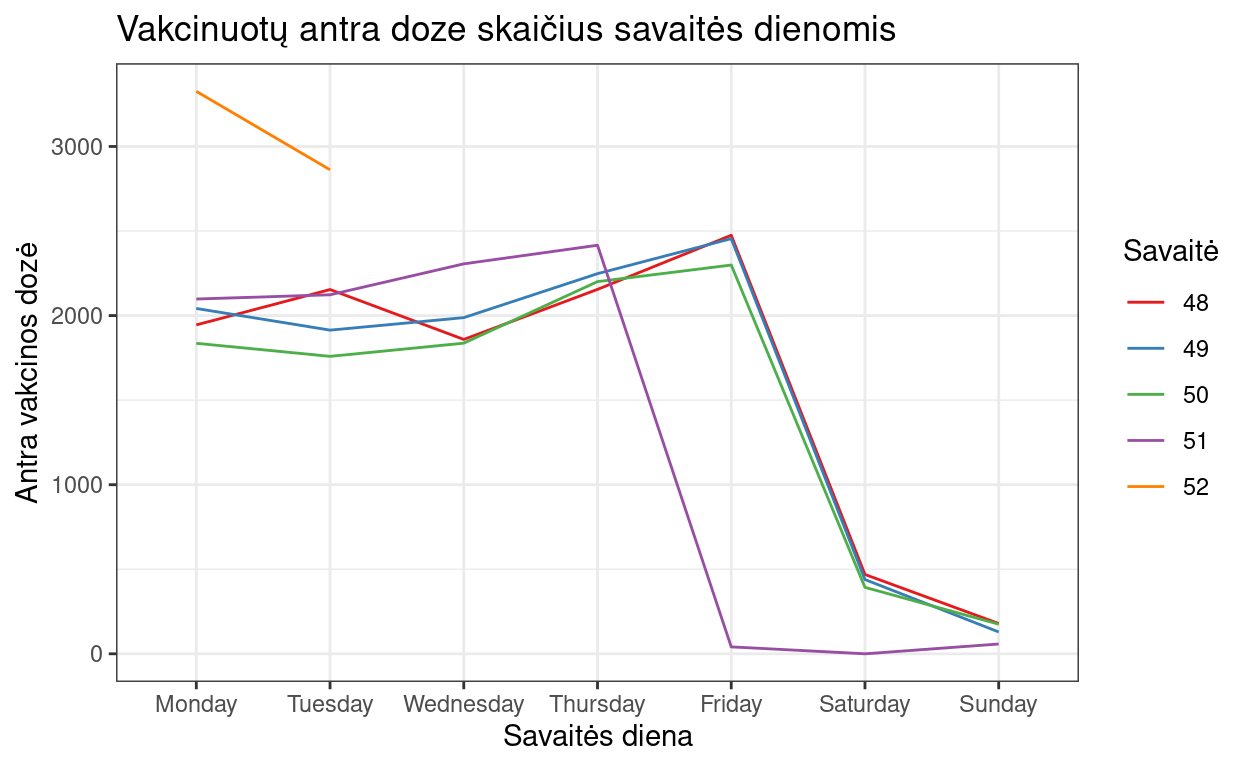 Vakcinuotų antra doze skaičius savaitės dienomis
Antra vakcinos dozė
3000
2000
1000
0
Monday Tuesday Wednesday Thursday Friday Saturday Sunday
Savaitės diena
Savaitė
48
49
50
51
52